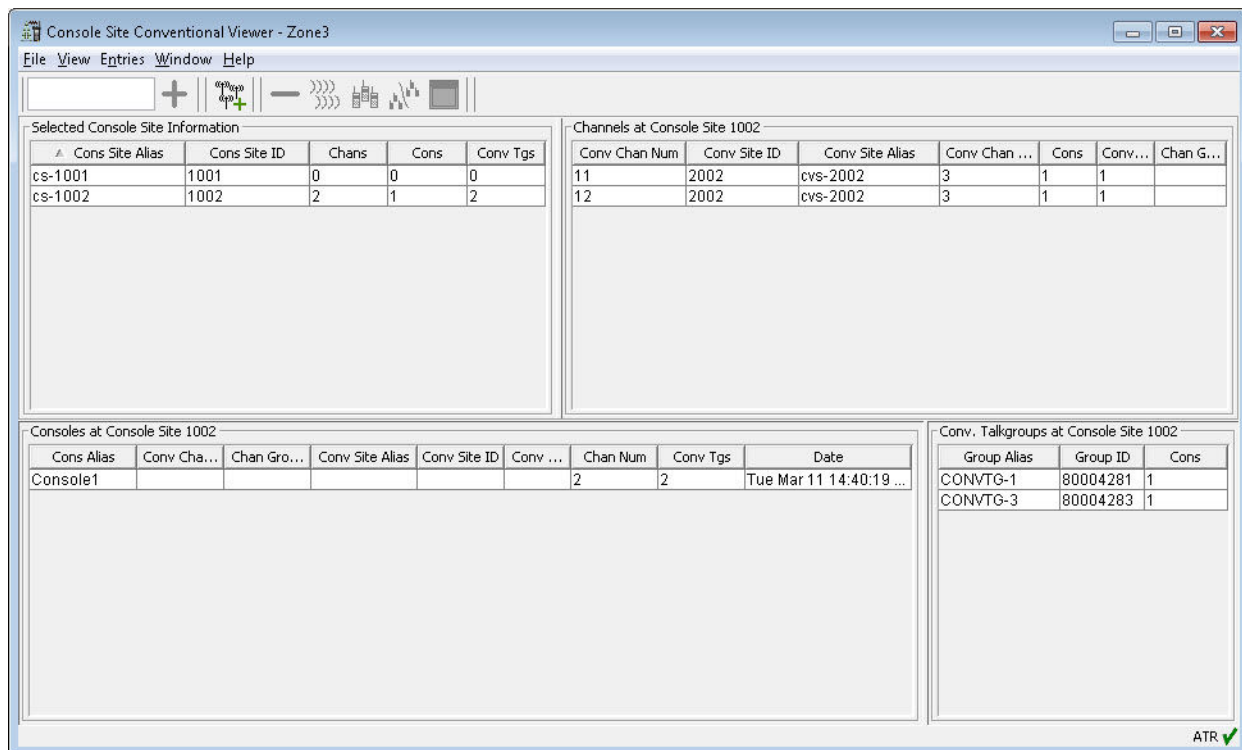 Console Site Conventional Viewer - Zone3
File View Entries Window Help
Selected Console Site Information
Cons Site Alias Cons Site ID Chans Cons Conv Tgs
cs-1001 1001 0 0 0
cs-1002 1002 2 1 2
Channels at Console Site 1002
Conv Chan Num Conv Site ID Conv Site Alias Conv Chan ... Cons Conv... Chan G...
11 2002 cvs-2002 3 1 1
12 2002 cvs-2002 3 1 1
Consoles at Console Site 1002
Cons Alias Conv Cha... Chan Gro... Conv Site Alias Conv Site ID Conv ... Chan Num Conv Tgs Date
Console1 2 2 Tue Mar 11 14:40:19 ...
Conv. Talkgroups at Console Site 1002
Group Alias Group ID Cons
CONVTG-1 80004281 1
CONVTG-3 80004283 1
ATR